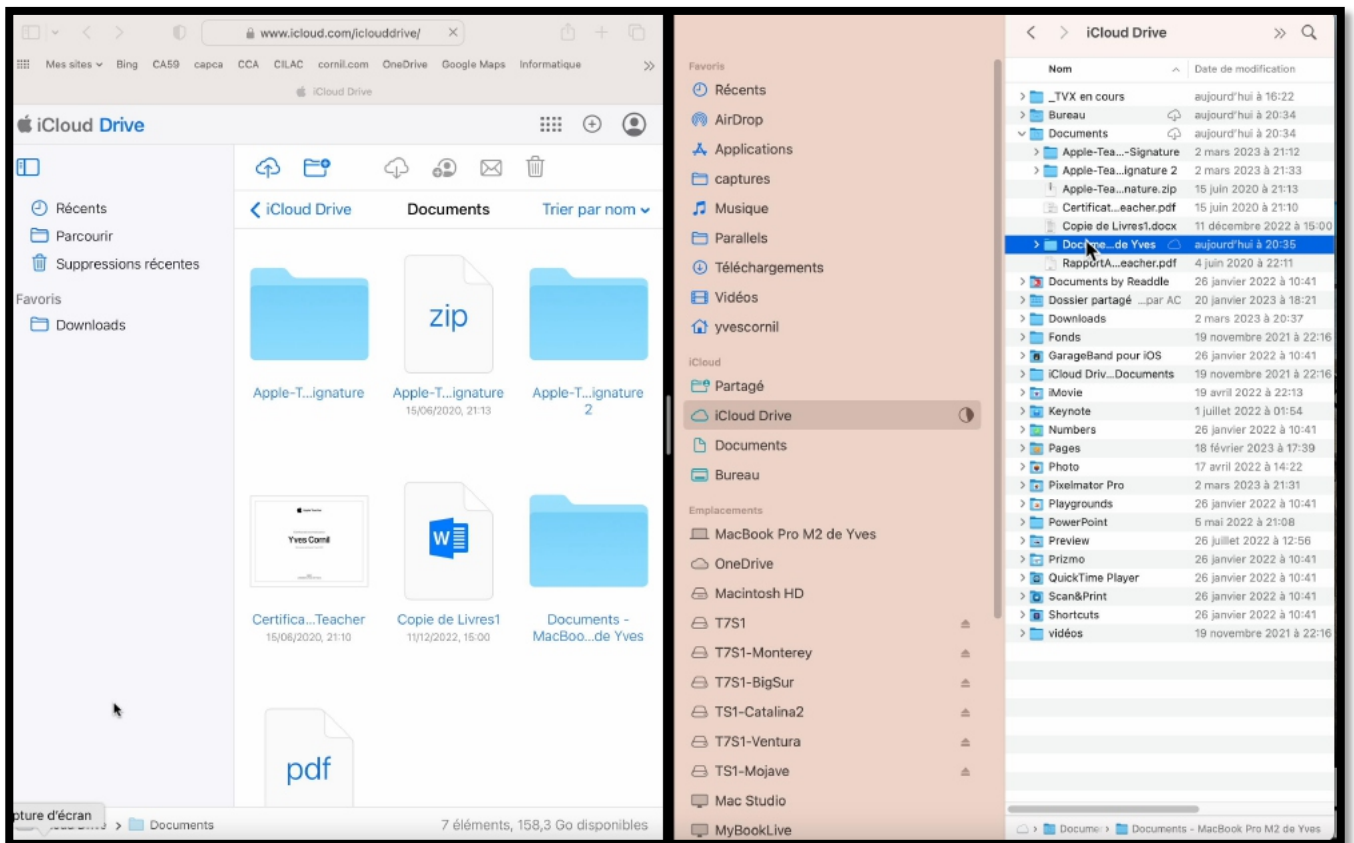 www.icloud.com/iclouddrive/
Mes sites Bing CA59 capca CCA CILAC cornil.com OneDrive Google Maps Informatique
iCloud Drive
iCloud Drive
Récents
Parcourir
Suppressions récentes
Favoris
Downloads
iCloud Drive Documents Trier par nom
zip
Apple-T...ignature Apple-T...ignature Apple-T...ignature
15/06/2020, 21:13 2
Yves Cornil
W
Certifica...Teacher Copie de Livres1 Documents -
15/06/2020, 21:10 11/12/2022, 15:00 MacBoo...de Yves
pdf
pture d'écran
Documents 7 éléments, 158,3 Go disponibles
Favoris
Récents
AirDrop
Applications
captures
Musique
Parallels
Téléchargements
Vidéos
yvescornil
iCloud
Partagé
iCloud Drive
Documents
Bureau
Emplacements
MacBook Pro M2 de Yves
OneDrive
Macintosh HD
T7S1
T7S1-Monterey
T7S1-BigSur
TS1-Catalina2
T7S1-Ventura
TS1-Mojave
Mac Studio
MyBookLive
iCloud Drive
Nom Date de modification
_TVX en cours aujourd'hui à 16:22
Bureau aujourd'hui à 20:34
Documents aujourd'hui à 20:34
Apple-Tea...-Signature 2 mars 2023 à 21:12
Apple-Tea...ignature 2 2 mars 2023 à 21:33
Apple-Tea...nature.zip 15 juin 2020 à 21:13
Certificat...eacher.pdf 15 juin 2020 à 21:10
Copie de Livres1.docx 11 décembre 2022 à 15:00
Docume...de Yves aujourd'hui à 20:35
RapportA...eacher.pdf 4 juin 2020 à 22:11
Documents by Readdle 26 janvier 2022 à 10:41
Dossier partagé ...par AC 20 janvier 2023 à 18:21
Downloads 2 mars 2023 à 20:37
Fonds 19 novembre 2021 à 22:16
GarageBand pour iOS 26 janvier 2022 à 10:41
iCloud Driv...Documents 19 novembre 2021 à 22:16
iMovie 19 avril 2022 à 22:13
Keynote 1 juillet 2022 à 01:54
Numbers 26 janvier 2022 à 10:41
Pages 18 février 2023 à 17:39
Photo 17 avril 2022 à 14:22
Pixelmator Pro 2 mars 2023 à 21:31
Playgrounds 26 janvier 2022 à 10:41
PowerPoint 5 mai 2022 à 21:08
Preview 26 juillet 2022 à 12:56
Prizmo 26 janvier 2022 à 10:41
QuickTime Player 26 janvier 2022 à 10:41
Scan&Print 26 janvier 2022 à 10:41
Shortcuts 26 janvier 2022 à 10:41
vidéos 19 novembre 2021 à 22:16
Docume Documents - MacBook Pro M2 de Yves